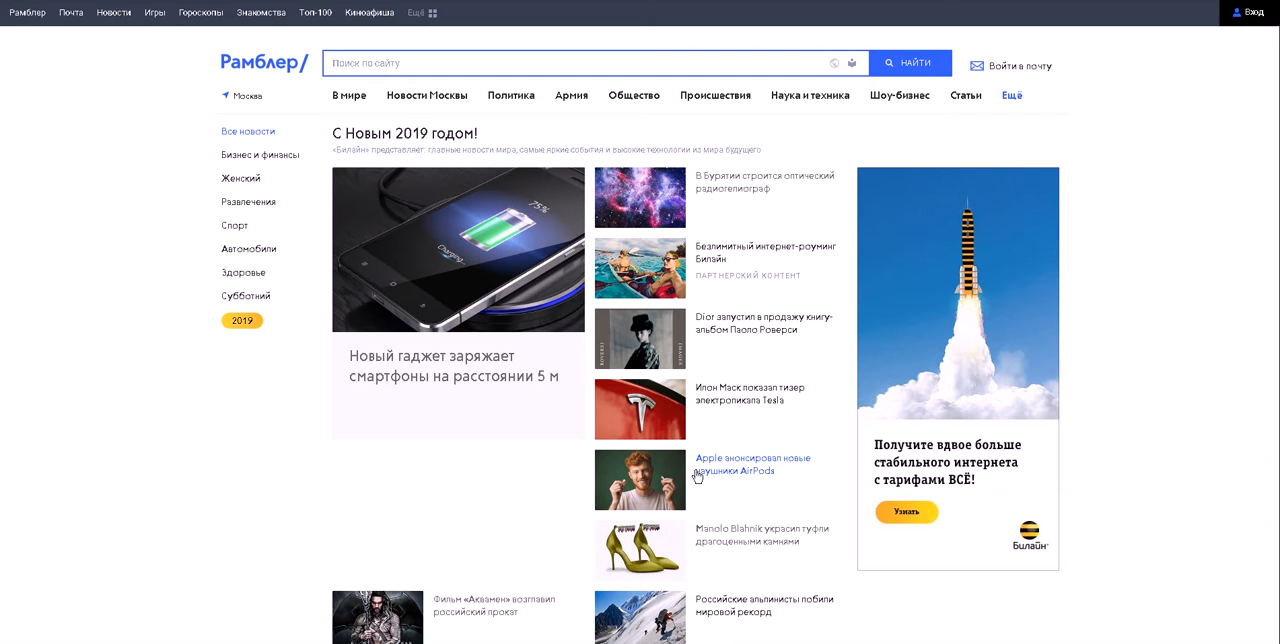 Рамблер Почта Новости Игры Гороскопы Знакомства Топ-100 Киноафиша Ещё
Вход
Рамблер/
Поиск по сайту
НАЙТИ
Войти в почту
Москва
В мире Новости Москвы Политика Армия Общество Происшествия Наука и техника Шоу-бизнес Статьи Ещё
Все новости
Бизнес и финансы
Женский
Развлечения
Спорт
Автомобили
Здоровье
Субботний
2019
С Новым 2019 годом!
«Билайн» представляет: главные новости мира, самые яркие события и высокие технологии из мира будущего
75%
Charging...
Новый гаджет заряжает
смартфоны на расстоянии 5 м
В Бурятии строится оптический
радиогелиограф
Безлимитный интернет-роуминг
Билайн
ПАРТНЕРСКИЙ КОНТЕНТ
Dior запустил в продажу книгу-
альбом Паоло Роверси
Илон Маск показал тизер
электропикапа Tesla
Apple анонсировал новые
наушники AirPods
Manolo Blahnik украсил туфли
драгоценными камнями
Фильм «Аквамен» возглавил
российский прокат
Российские альпинисты побили
мировой рекорд
Получите вдвое больше
стабильного интернета
с тарифами ВСЁ!
Узнать
Билайн